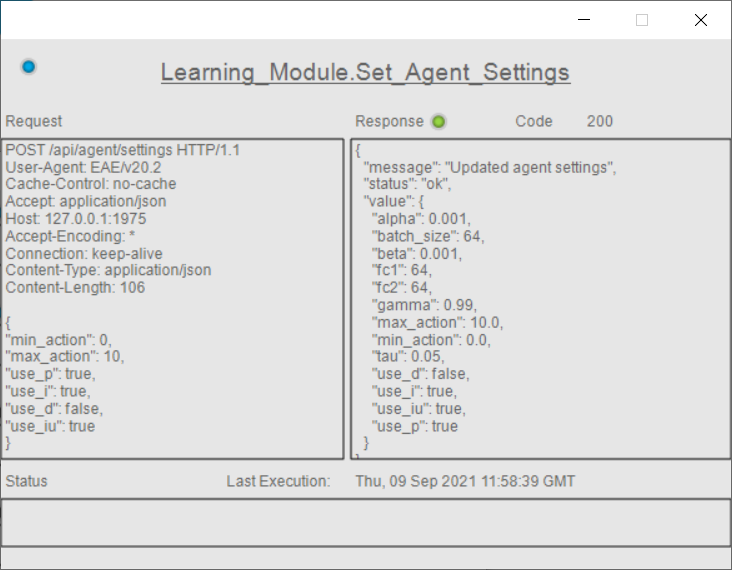 Learning_Module.Set_Agent_Settings
Request
Response Code 200
POST /api/agent/settings HTTP/1.1
User-Agent: EAE/v20.2
Cache-Control: no-cache
Accept: application/json
Host: 127.0.0.1:1975
Accept-Encoding: *
Connection: keep-alive
Content-Type: application/json
Content-Length: 106
{
"min_action": 0,
"max_action": 10,
"use_p": true,
"use_i": true,
"use_d": false,
"use_iu": true
}
{
"message": "Updated agent settings",
"status": "ok",
"value": {
"alpha": 0.001,
"batch_size": 64,
"beta": 0.001,
"fc1": 64,
"fc2": 64,
"gamma": 0.99,
"max_action": 10.0,
"min_action": 0.0,
"tau": 0.05,
"use_d": false,
"use_i": true,
"use_iu": true,
"use_p": true
}
}
Status
Last Execution: Thu, 09 Sep 2021 11:58:39 GMT